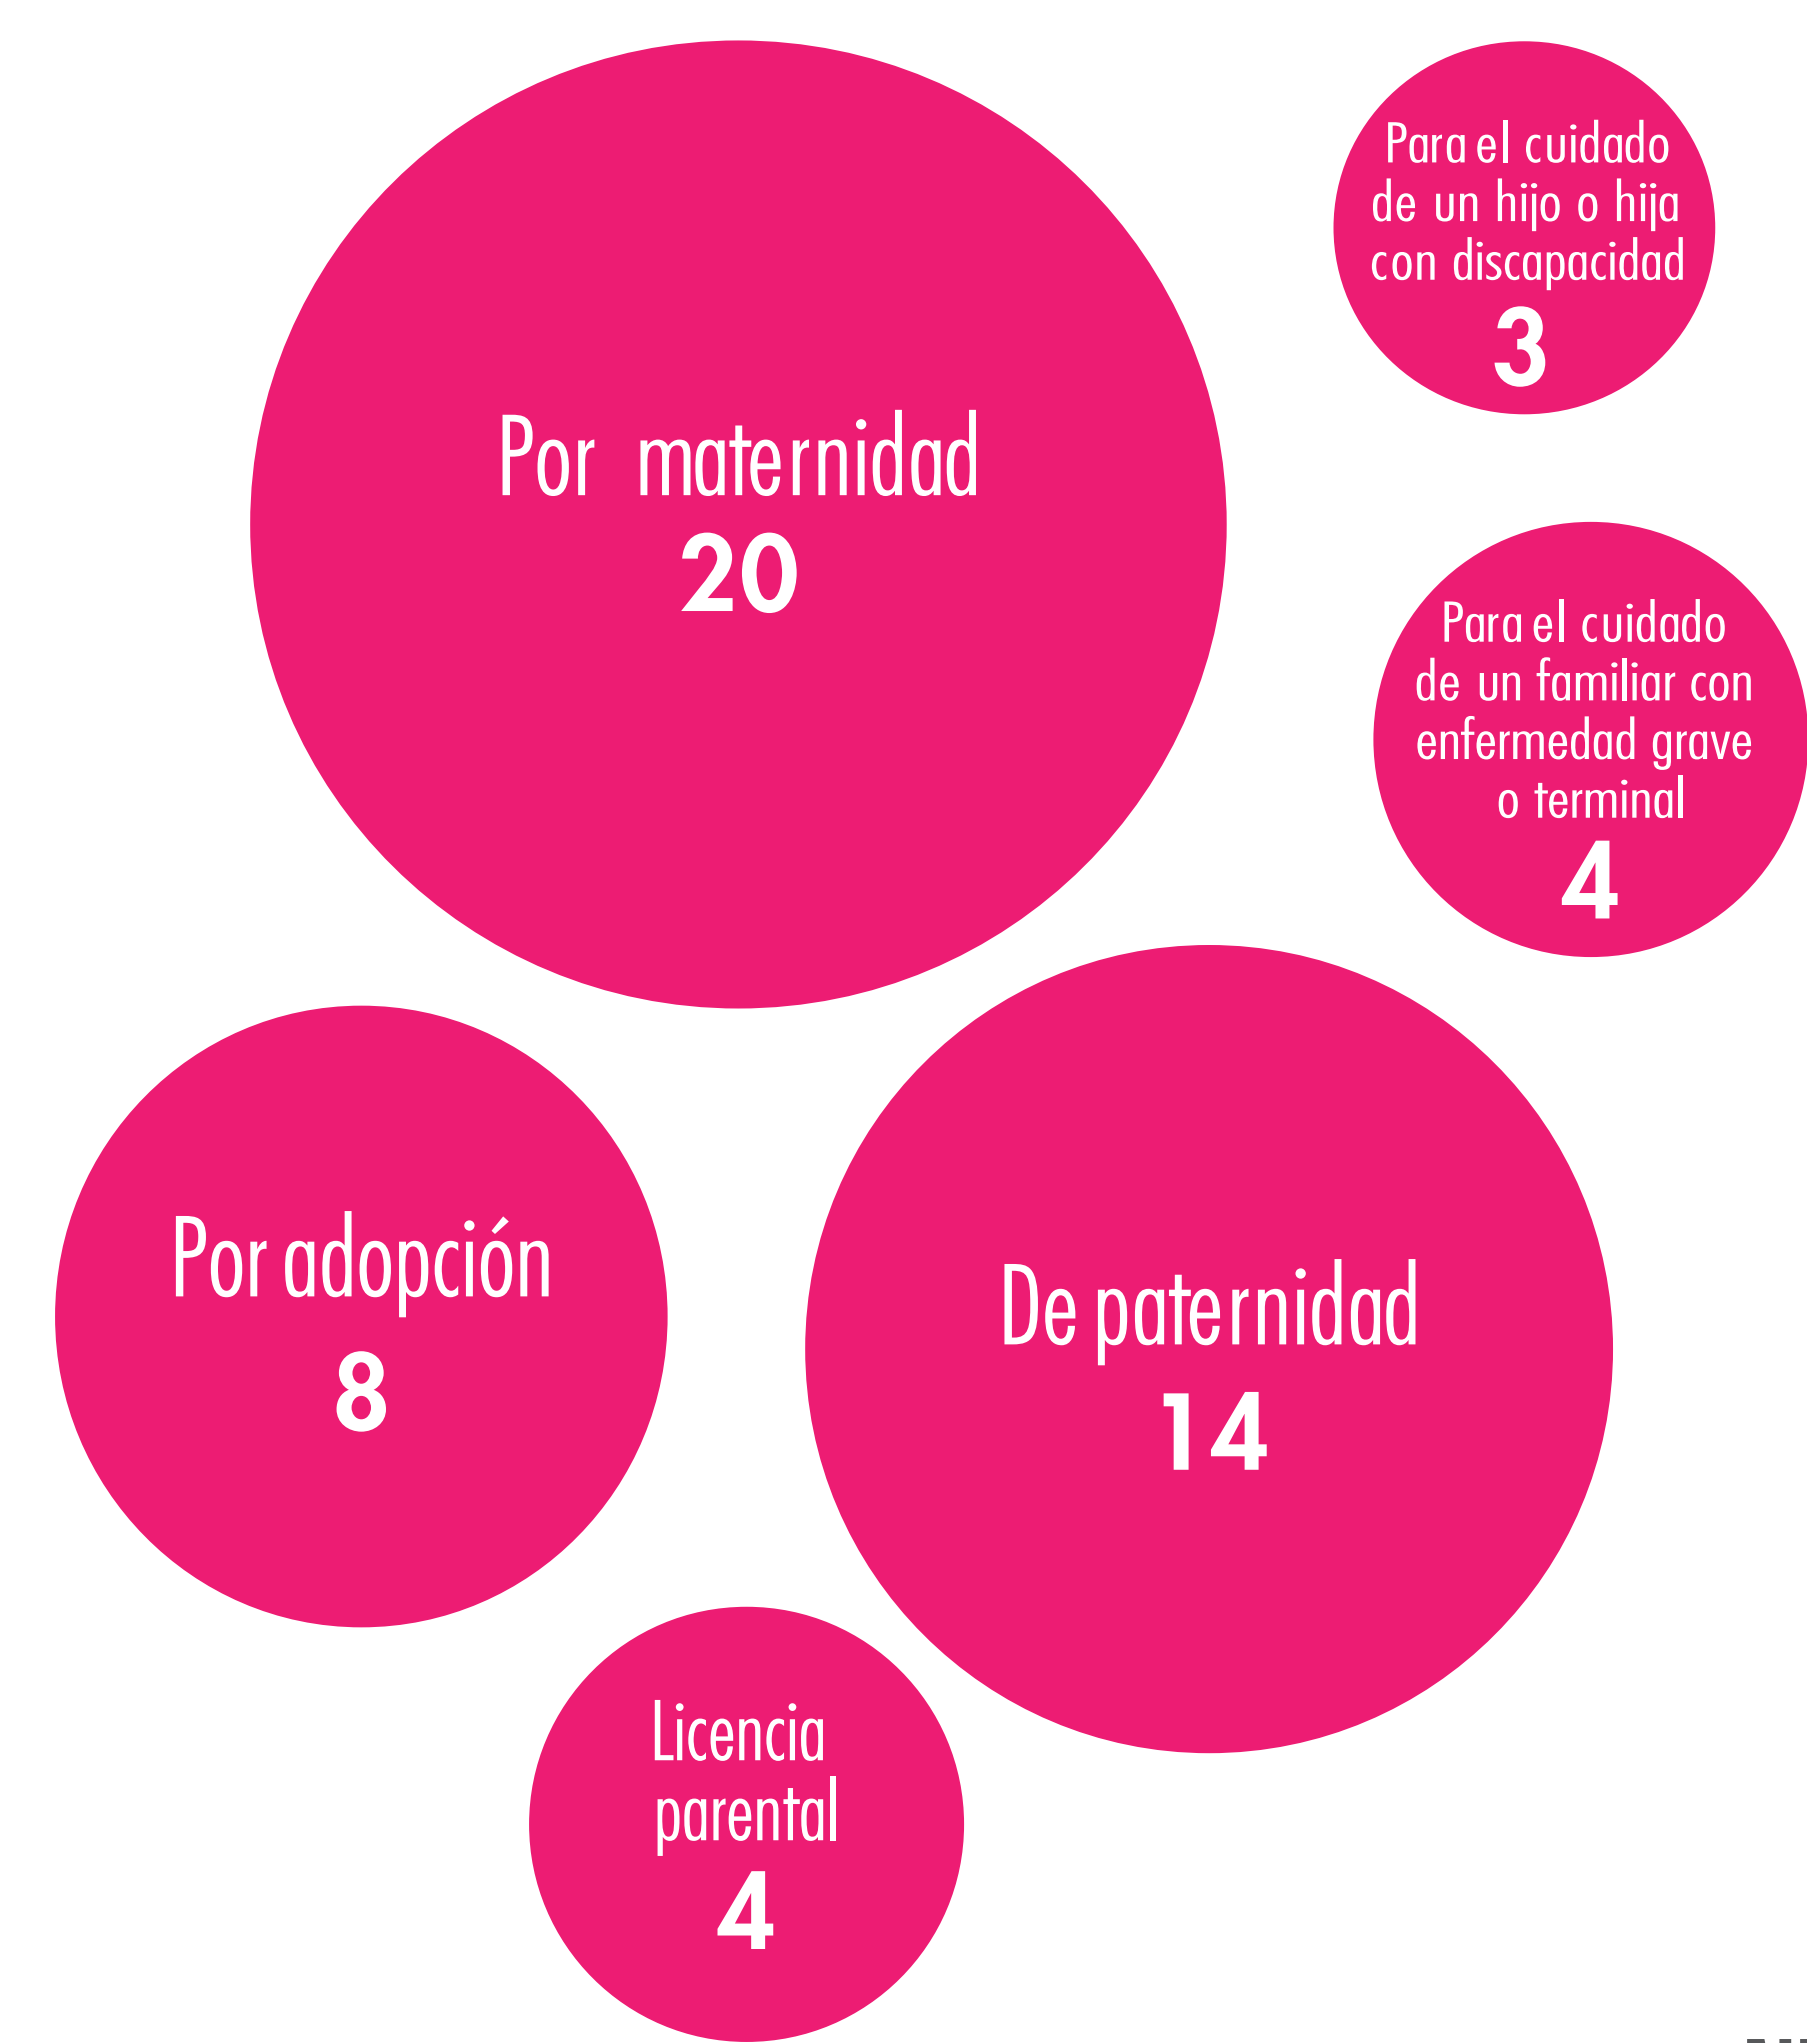 Por maternidad
20
Para el cuidado
de un hijo o hija
con discapacidad
3
Para el cuidado
de un familiar con
enfermedad grave
o terminal
4
Por adopción
8
De paternidad
14
Licencia
parental
4